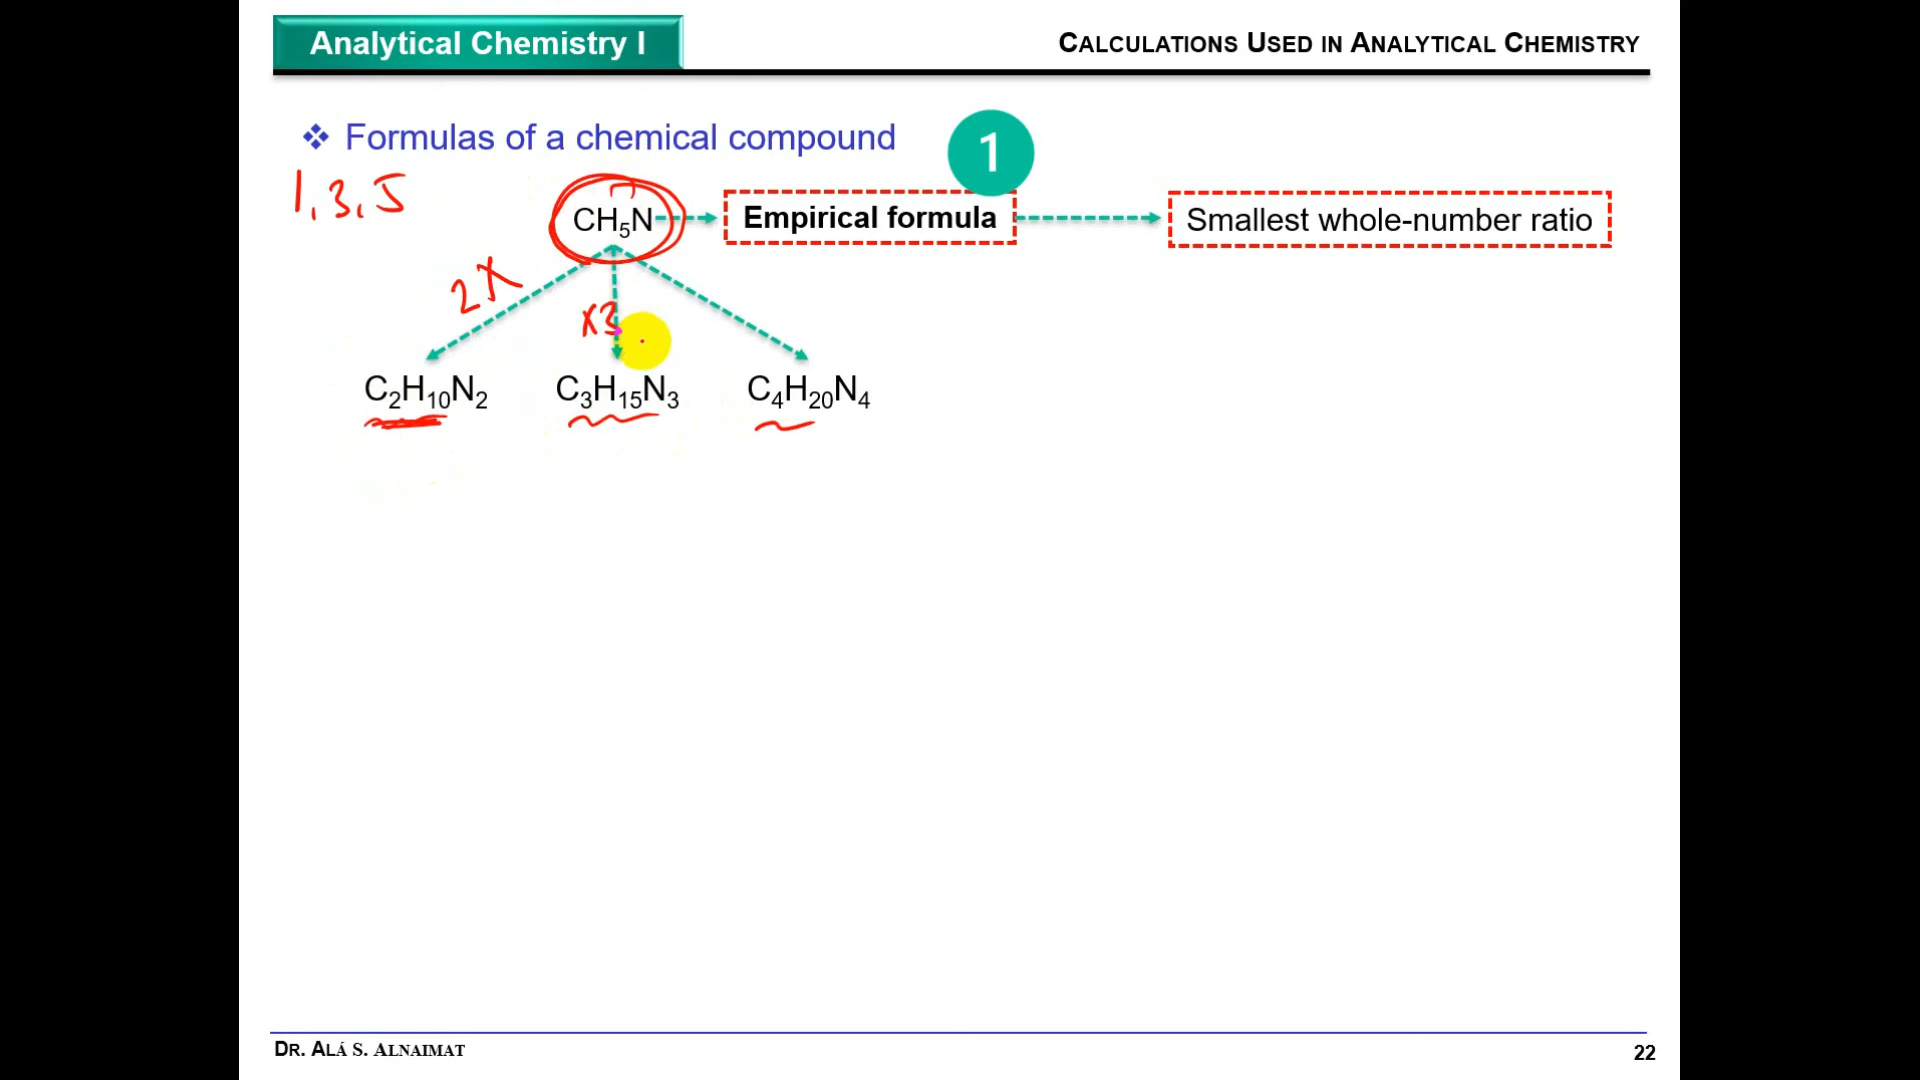 Analytical Chemistry I
CALCULATIONS USED IN ANALYTICAL CHEMISTRY
❖ Formulas of a chemical compound
1
1, 3, 5
CH₅N
Empirical formula
Smallest whole-number ratio
2X
x3
C₂H₁₀N₂
C₃H₁₅N₃
C₄H₂₀N₄
DR. ALÁ S. ALNAIMAT
22